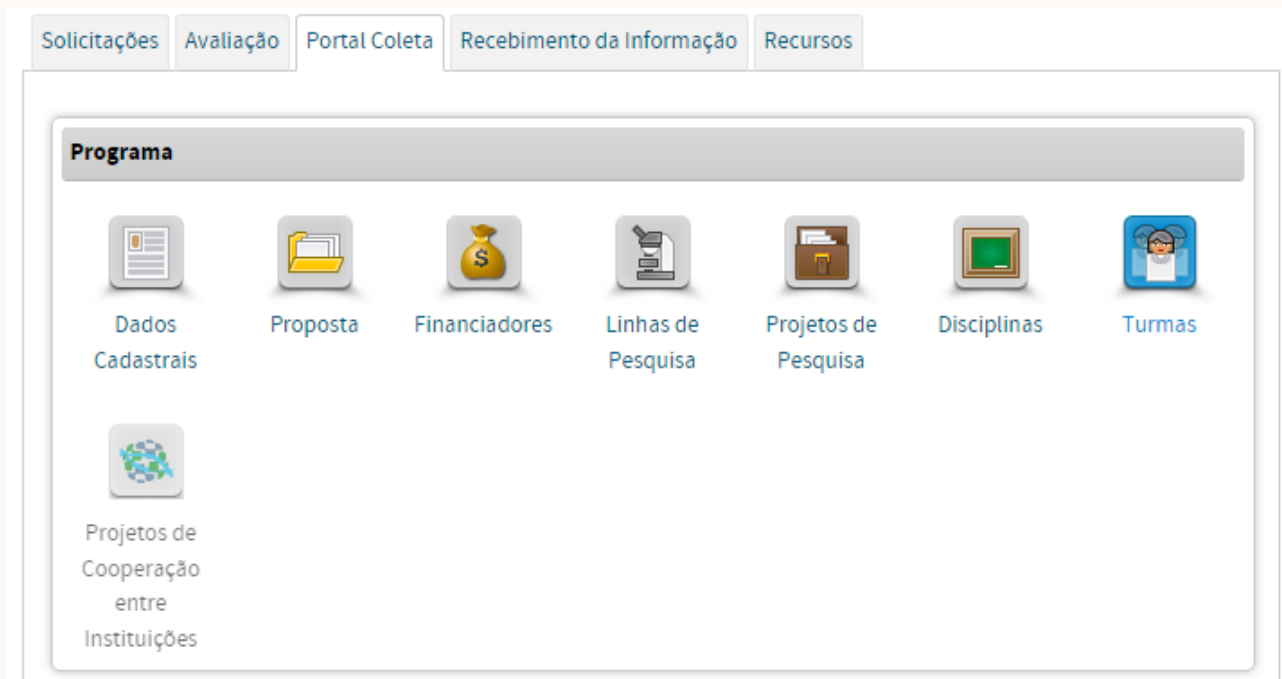 Solicitações Avaliação Portal Coleta Recebimento da Informação Recursos
Programa
$
Dados Cadastrais
Proposta
Financiadores
Linhas de Pesquisa
Projetos de Pesquisa
Disciplinas
Turmas
Projetos de
Cooperação
entre
Instituições